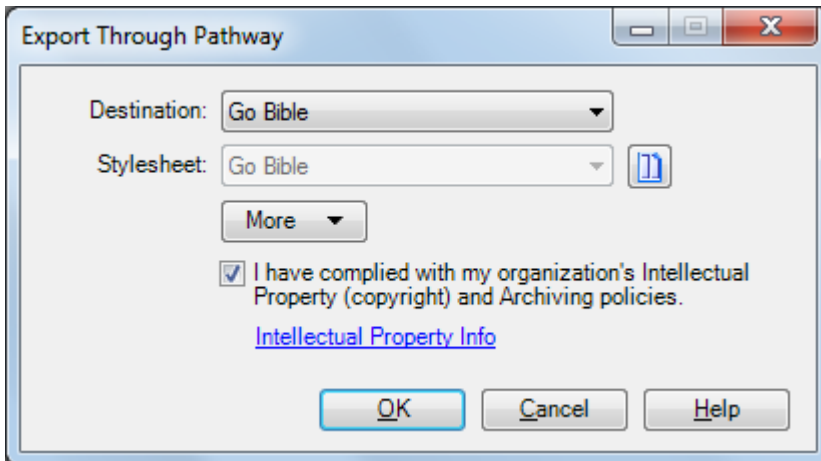 Export Through Pathway
Destination: Go Bible
Stylesheet: Go Bible
More
I have complied with my organization's Intellectual
Property (copyright) and Archiving policies.
Intellectual Property Info
OK Cancel Help